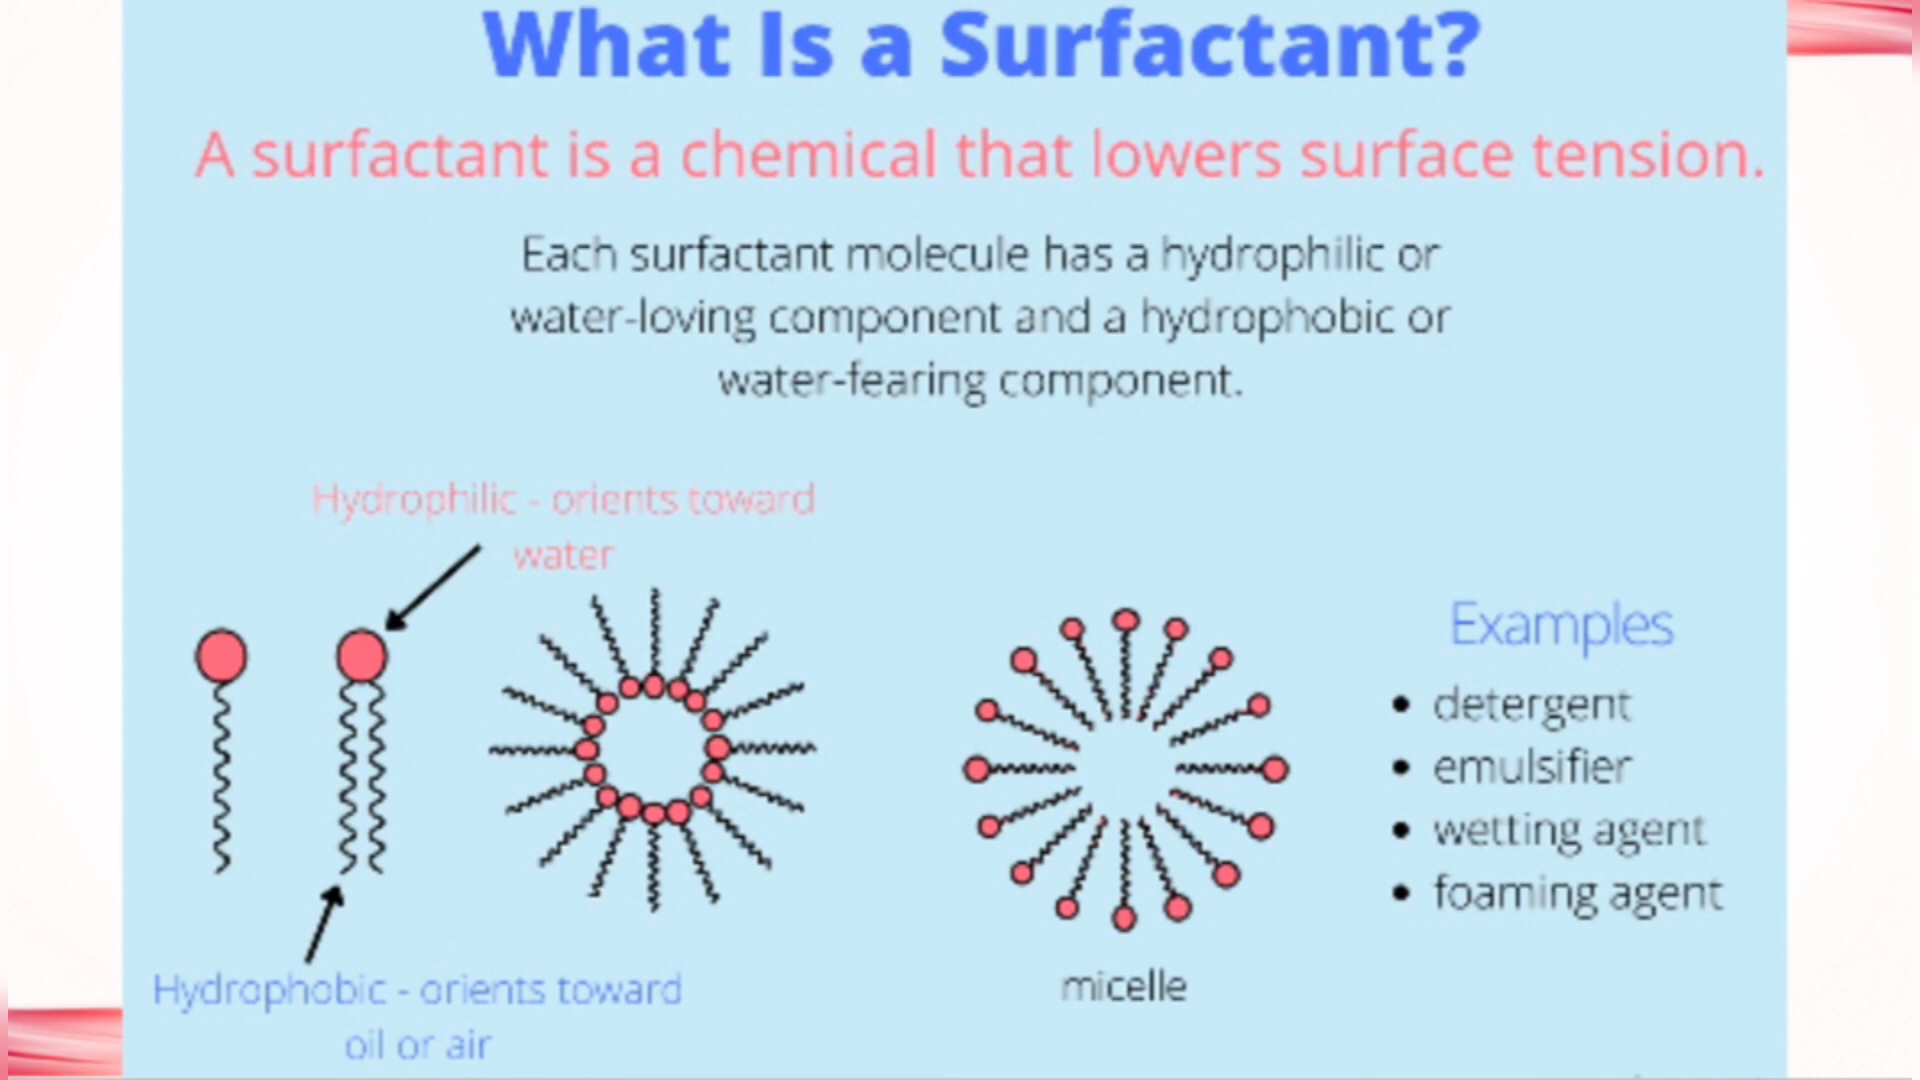 What Is a Surfactant?
A surfactant is a chemical that lowers surface tension.
Each surfactant molecule has a hydrophilic or
water-loving component and a hydrophobic or
water-fearing component.
Hydrophilic - orients toward
water
Hydrophobic - orients toward
oil or air
micelle
Examples
• detergent
• emulsifier
• wetting agent
• foaming agent